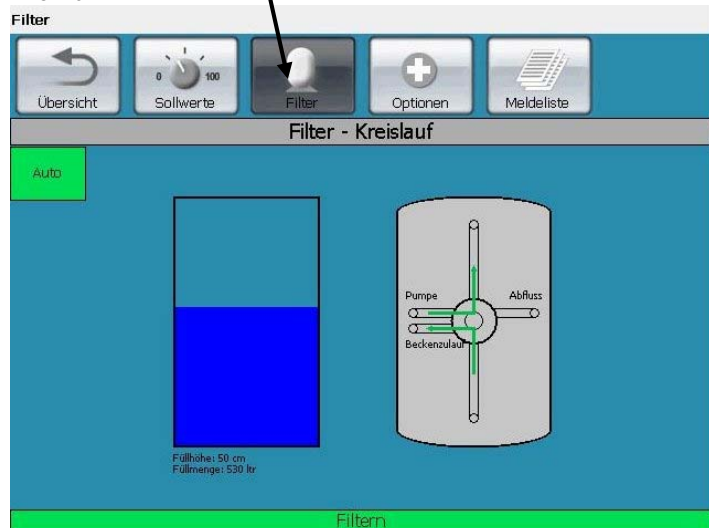 Filter
0 100
Übersicht Sollwerte Filter Optionen Meldeliste
Filter - Kreislauf
Auto
Pumpe Abfluss
Beckenzulauf
Füllhöhe: 50 cm
Füllmenge: 530 ltr
Filtern